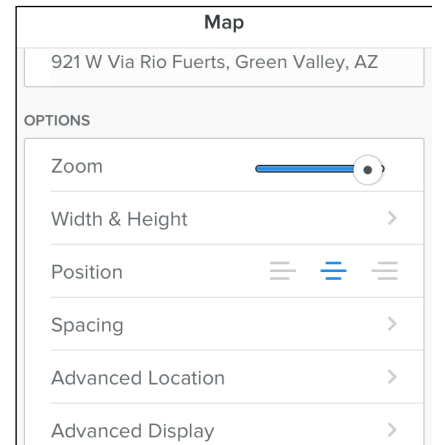 Map
921 W Via Rio Fuerts, Green Valley, AZ
OPTIONS
Zoom
Width & Height
Position
Spacing
Advanced Location
Advanced Display